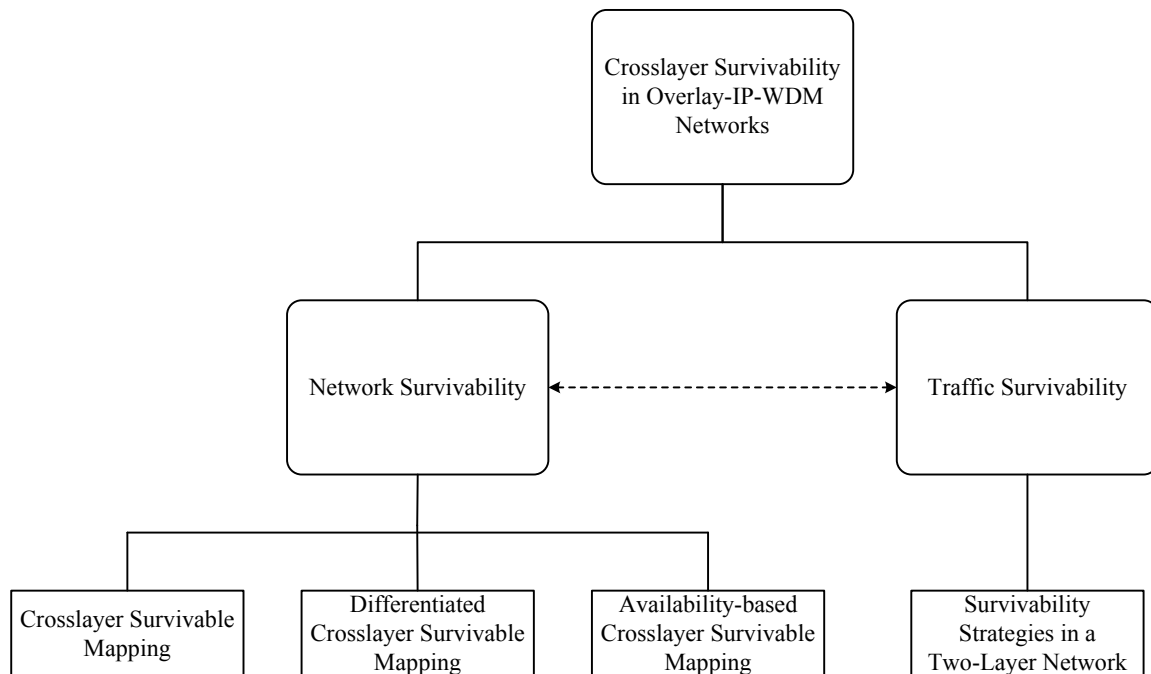 Crosslayer Survivability
in Overlay-IP-WDM
Networks
Network Survivability
Traffic Survivability
Crosslayer Survivable
Mapping
Differentiated
Crosslayer Survivable
Mapping
Availability-based
Crosslayer Survivable
Mapping
Survivability
Strategies in a
Two-Layer Network